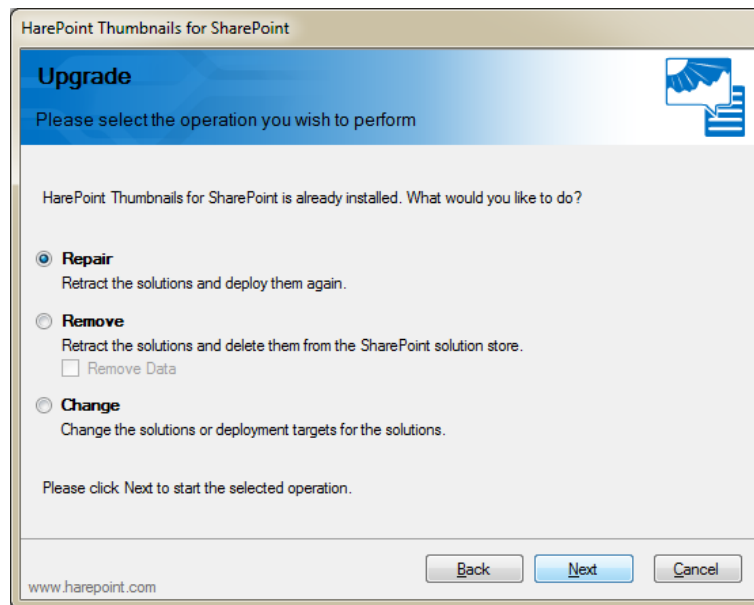 HarePoint Thumbnails for SharePoint
Upgrade
Please select the operation you wish to perform
HarePoint Thumbnails for SharePoint is already installed. What would you like to do?
Repair
Retract the solutions and deploy them again.
Remove
Retract the solutions and delete them from the SharePoint solution store.
Remove Data
Change
Change the solutions or deployment targets for the solutions.
Please click Next to start the selected operation.
Back Next Cancel
www.harepoint.com